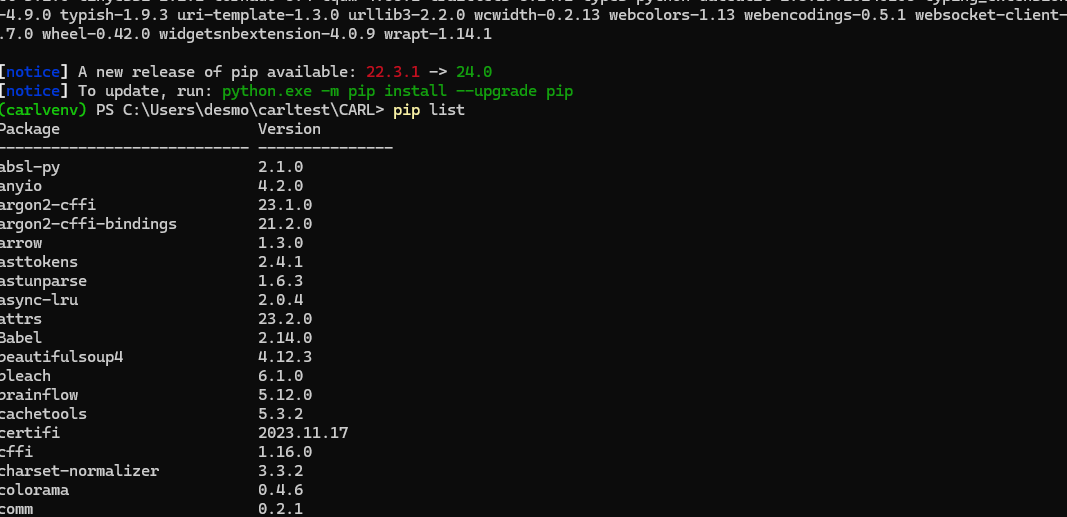 -4.9.0 typish-1.9.3 uri-template-1.3.0 urllib3-2.2.0 wcwidth-0.2.13 webcolors-1.13 webencodings-0.5.1 websocket-client-
.7.0 wheel-0.42.0 widgetsnbextension-4.0.9 wrapt-1.14.1
[notice] A new release of pip available: 22.3.1 -> 24.0
[notice] To update, run: python.exe -m pip install --upgrade pip
(carlvenv) PS C:\Users\desmo\carltest\CARL> pip list
Package Version
---------------------------- ---------------
absl-py 2.1.0
anyio 4.2.0
argon2-cffi 23.1.0
argon2-cffi-bindings 21.2.0
arrow 1.3.0
asttokens 2.4.1
astunparse 1.6.3
async-lru 2.0.4
attrs 23.2.0
Babel 2.14.0
beautifulsoup4 4.12.3
bleach 6.1.0
brainflow 5.12.0
cachetools 5.3.2
certifi 2023.11.17
cffi 1.16.0
charset-normalizer 3.3.2
colorama 0.4.6
comm 0.2.1